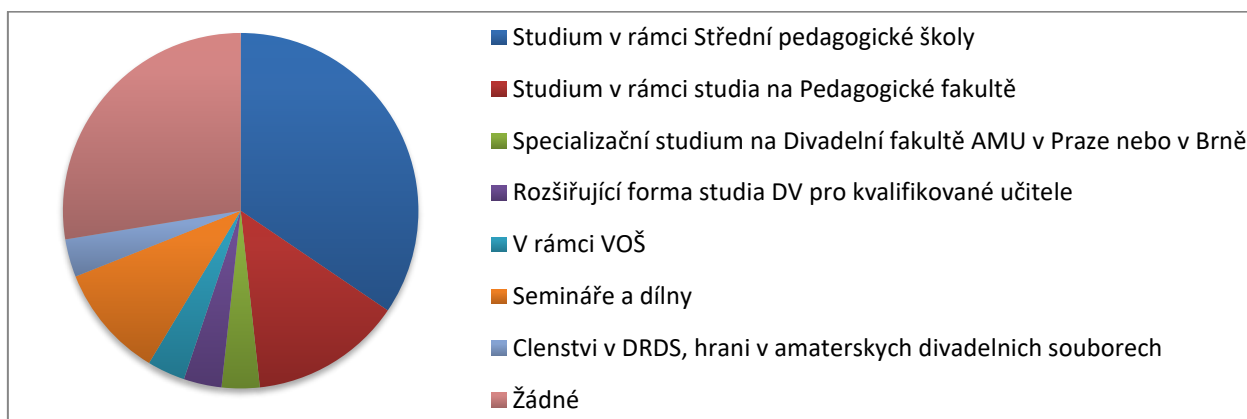 Studium v rámci Střední pedagogické školy
Studium v rámci studia na Pedagogické fakultě
Specializační studium na Divadelní fakultě AMU v Praze nebo v Brně
Rozšiřující forma studia DV pro kvalifikované učitele
V rámci VOŠ
Semináře a dílny
Clenstvi v DRDS, hrani v amaterskych divadelnich souborech
Žádné